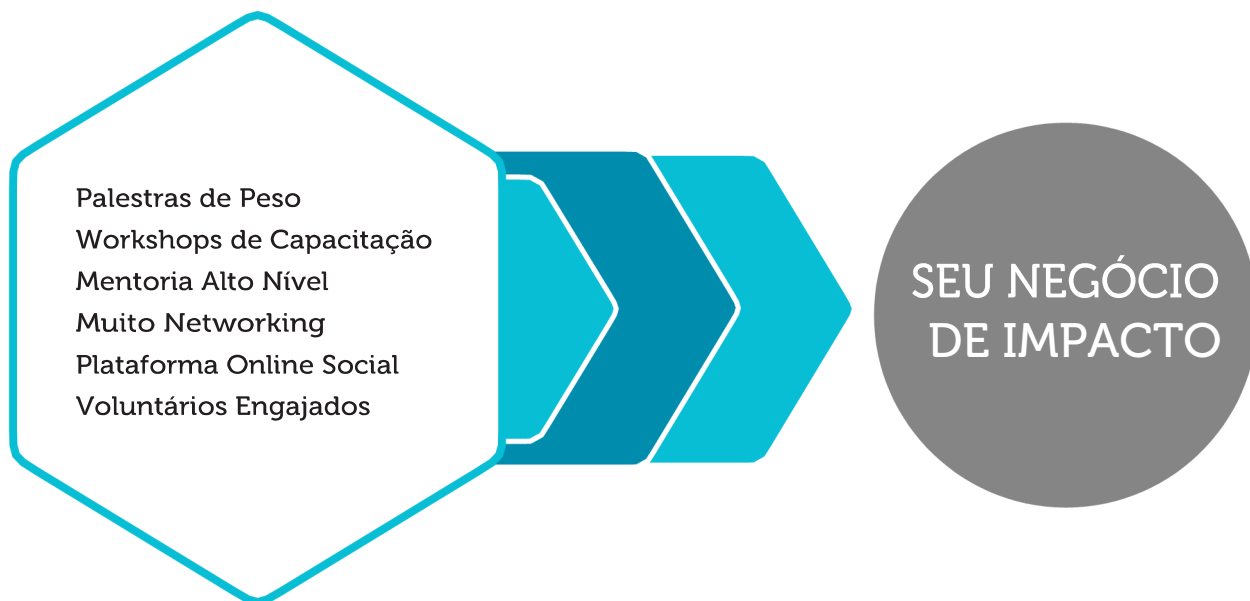 Palestras de Peso
Workshops de Capacitação
Mentoria Alto Nível
Muito Networking
Plataforma Online Social
Voluntários Engajados
SEU NEGÓCIO
DE IMPACTO